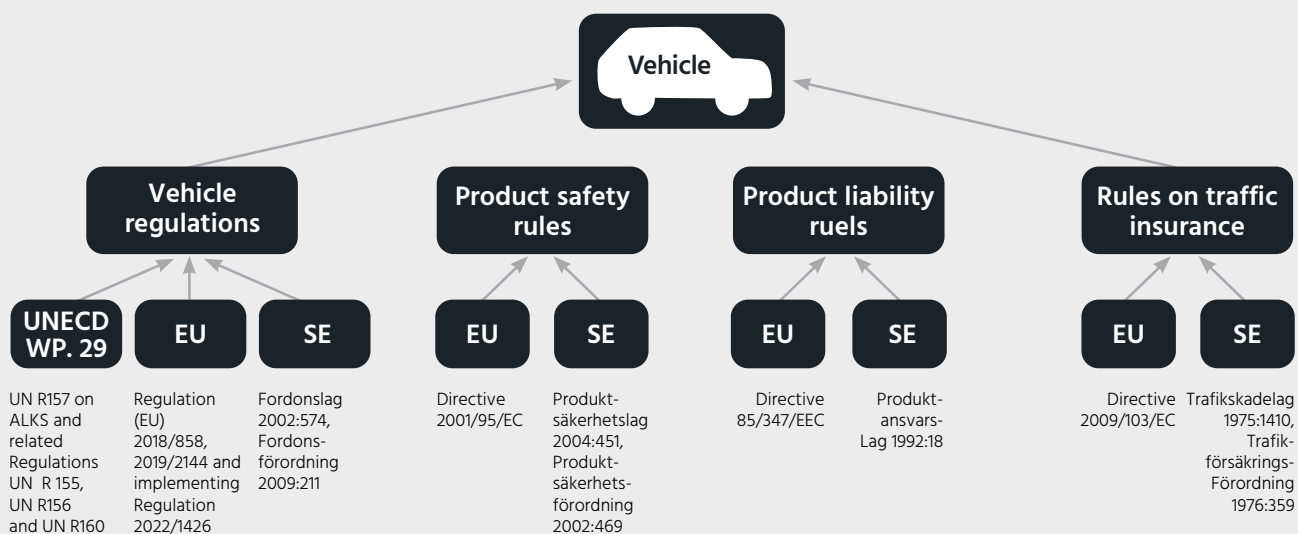 Vehicle
Vehicle
regulations
Product safety
rules
Product liability
ruels
Rules on traffic
insurance
UNECD
WP. 29
EU
SE
EU
SE
EU
SE
EU
SE
UN R157 on
ALKS and
related
Regulations
UN R 155,
UN R156
and UN R160
Regulation
(EU)
2018/858,
2019/2144 and
implementing
Regulation
2022/1426
Fordonslag
2002:574,
Fordons-
förordning
2009:211
Directive
2001/95/EC
Produkt-
säkerhetslag
2004:451,
Produkt-
säkerhets-
förordning
2002:469
Directive
85/347/EEC
Produkt-
ansvars-
Lag 1992:18
Directive
2009/103/EC
Trafikskadelag
1975:1410,
Trafik-
försäkrings-
Förordning
1976:359